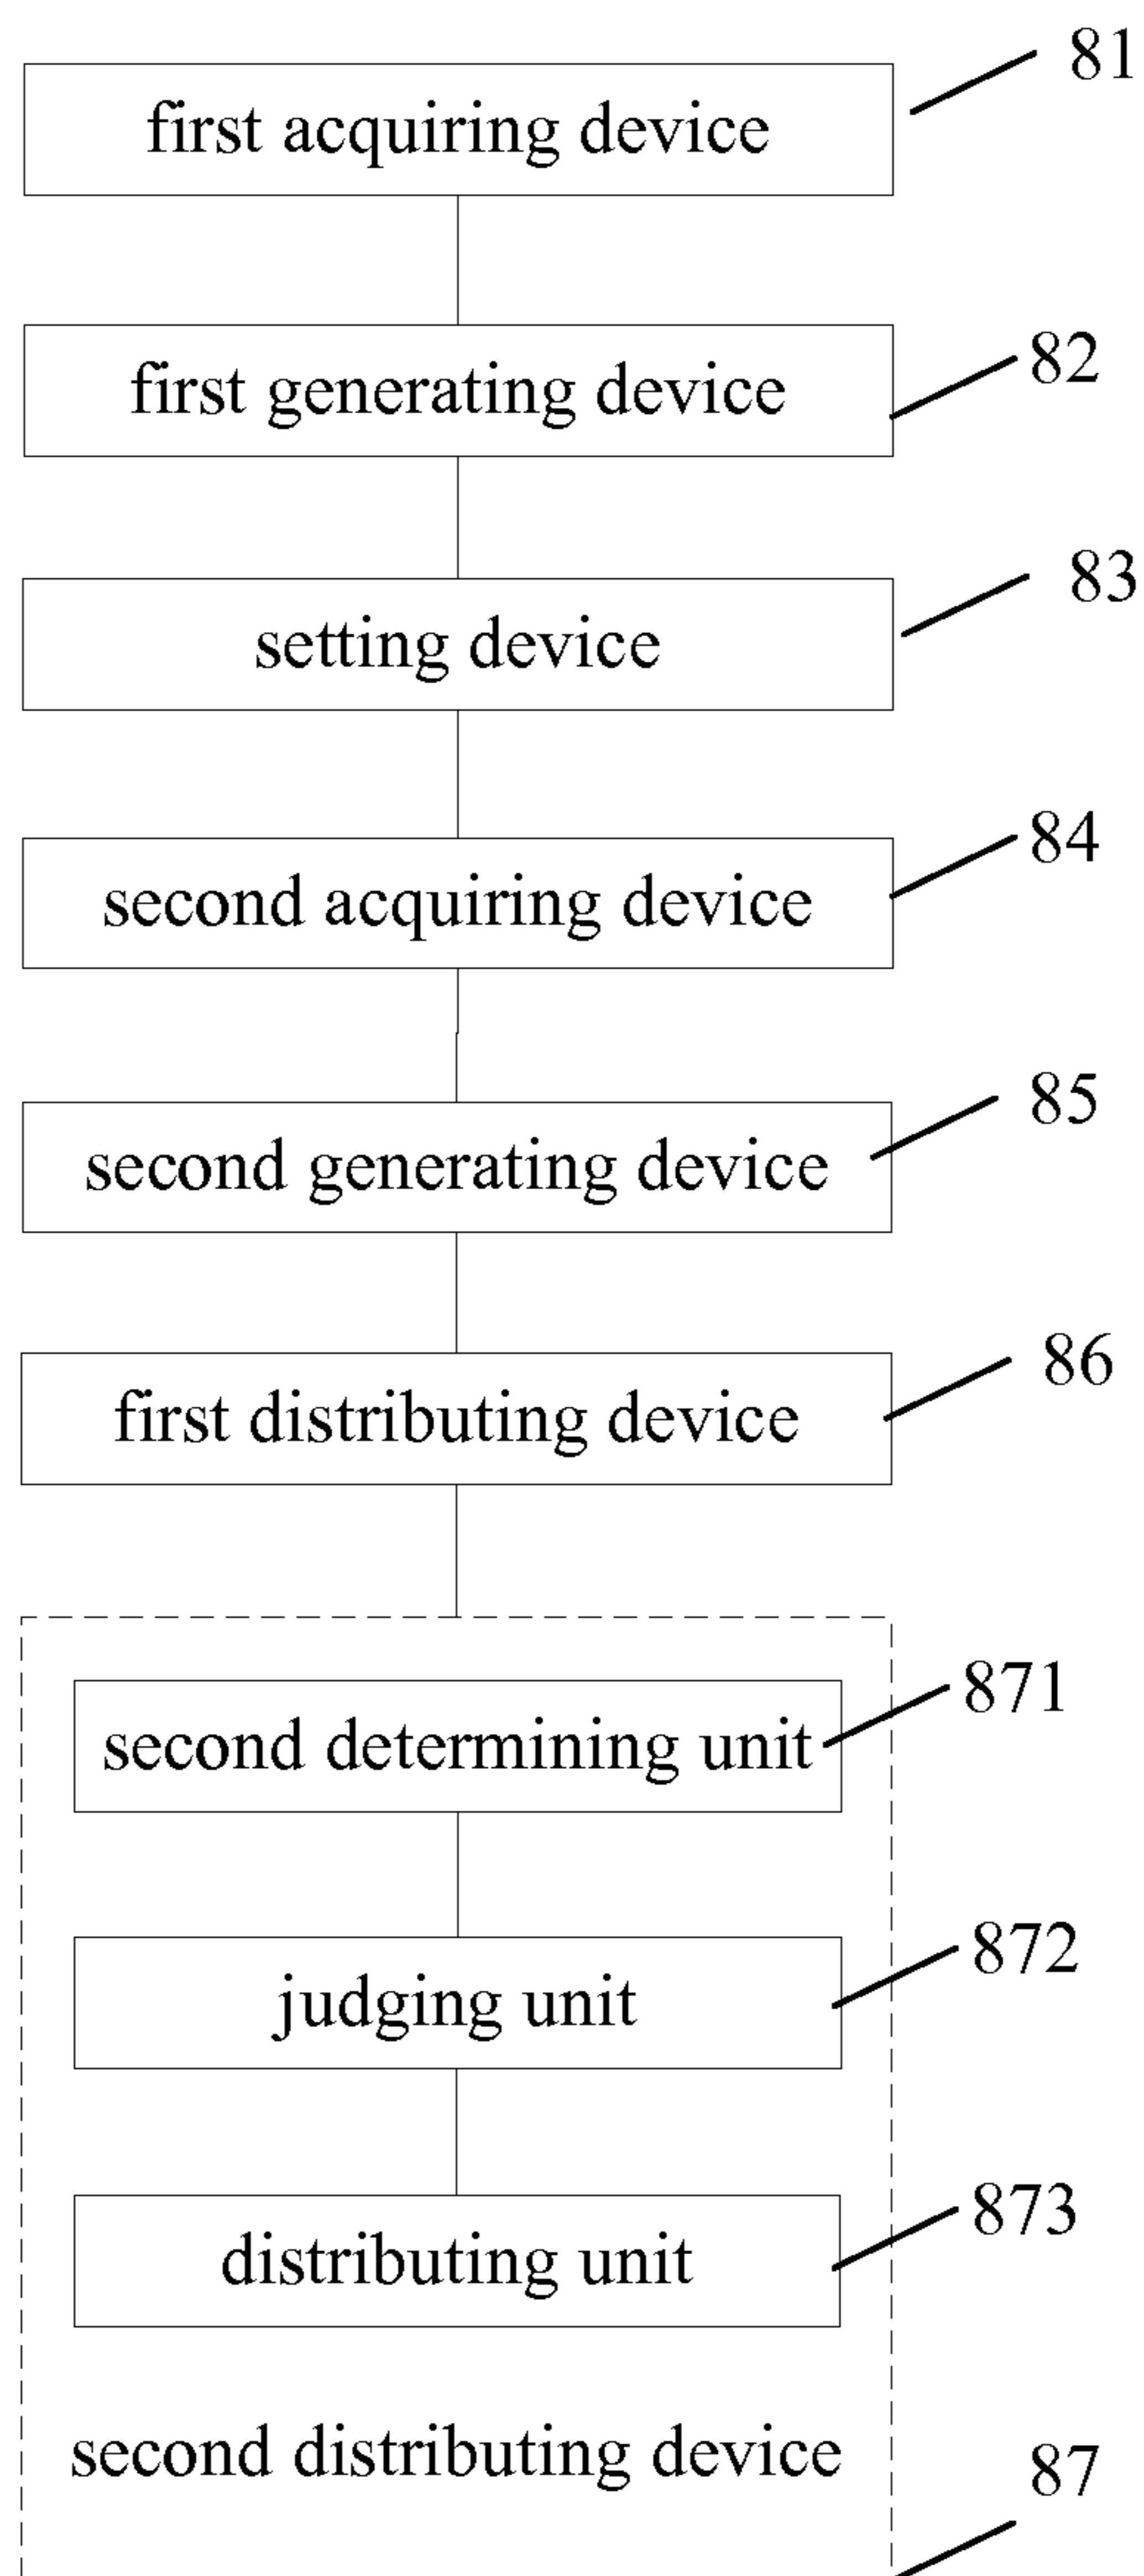 81
first acquiring device
82
first generating device
83
setting device
84
second acquiring device
85
second generating device
86
first distributing device
871
second determining unit
872
judging unit
873
distributing unit
second distributing device
87